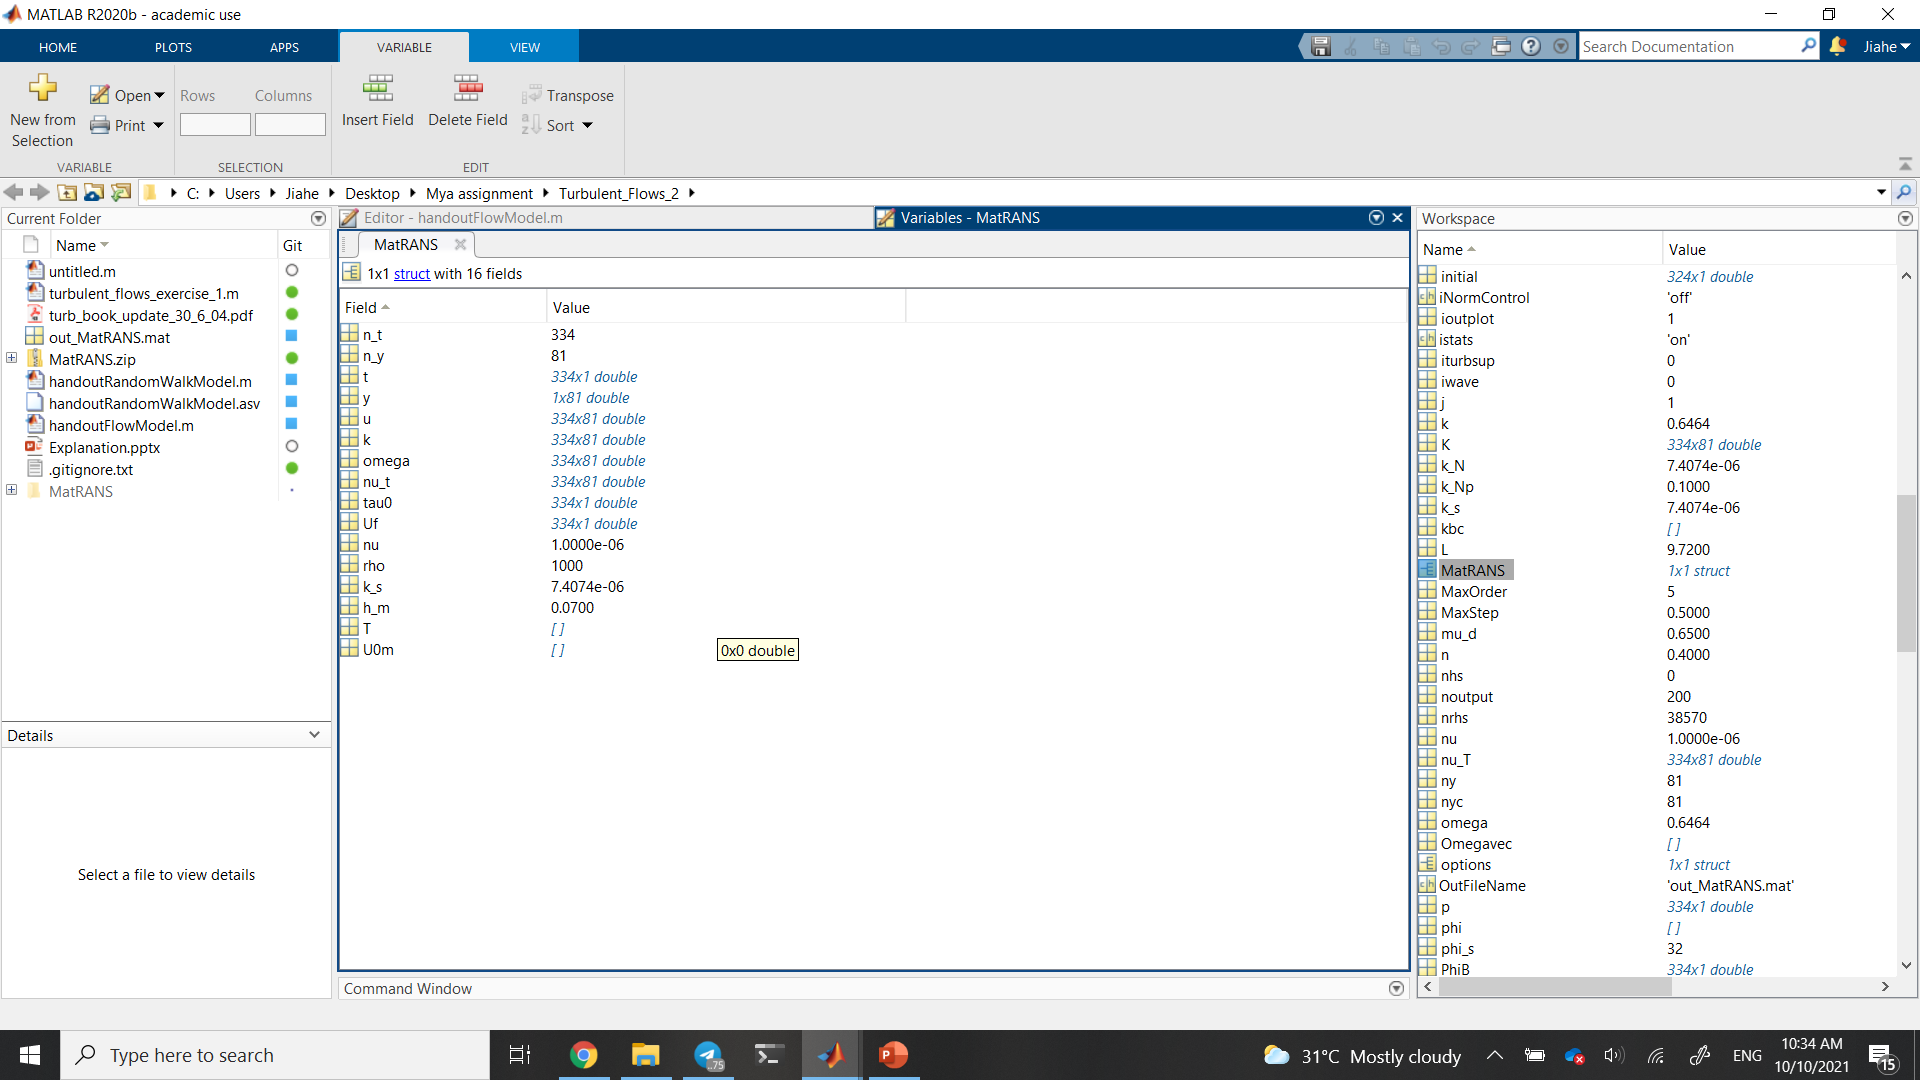 MATLAB R2020b - academic use
HOME PLOTS APPS VARIABLE VIEW
Search Documentation
Jiahe
New from Selection
Open
Print
Rows Columns
Insert Field
Delete Field
Transpose
Sort
VARIABLE SELECTION EDIT
C: Users Jiahe Desktop Mya assignment Turbulent_Flows_2
Current Folder
Name Git
untitled.m
turbulent_flows_exercise_1.m
turb_book_update_30_6_04.pdf
out_MatRANS.mat
MatRANS.zip
handoutRandomWalkModel.m
handoutRandomWalkModel.asv
handoutFlowModel.m
Explanation.pptx
.gitignore.txt
MatRANS
Details
Select a file to view details
Editor - handoutFlowModel.m
Variables - MatRANS
MatRANS
1x1 struct with 16 fields
Field Value
n_t 334
n_y 81
t 334x1 double
y 1x81 double
u 334x81 double
k 334x81 double
omega 334x81 double
nu_t 334x81 double
tau0 334x1 double
Uf 334x1 double
nu 1.0000e-06
rho 1000
k_s 7.4074e-06
h_m 0.0700
T []
U0m []
0x0 double
Command Window
Workspace
Name Value
initial 324x1 double
iNormControl 'off'
ioutplot 1
istats 'on'
iturbsup 0
iwave 0
j 1
k 0.6464
K 334x81 double
k_N 7.4074e-06
k_Np 0.1000
k_s 7.4074e-06
kbc []
L 9.7200
MatRANS 1x1 struct
MaxOrder 5
MaxStep 0.5000
mu_d 0.6500
n 0.4000
nhs 0
noutput 200
nrhs 38570
nu 1.0000e-06
nu_T 334x81 double
ny 81
nyc 81
omega 0.6464
Omegavec []
options 1x1 struct
OutFileName 'out_MatRANS.mat'
p 334x1 double
phi []
phi_s 32
PhiB 334x1 double
Type here to search
75
31°C Mostly cloudy
ENG
10:34 AM
10/10/2021
15